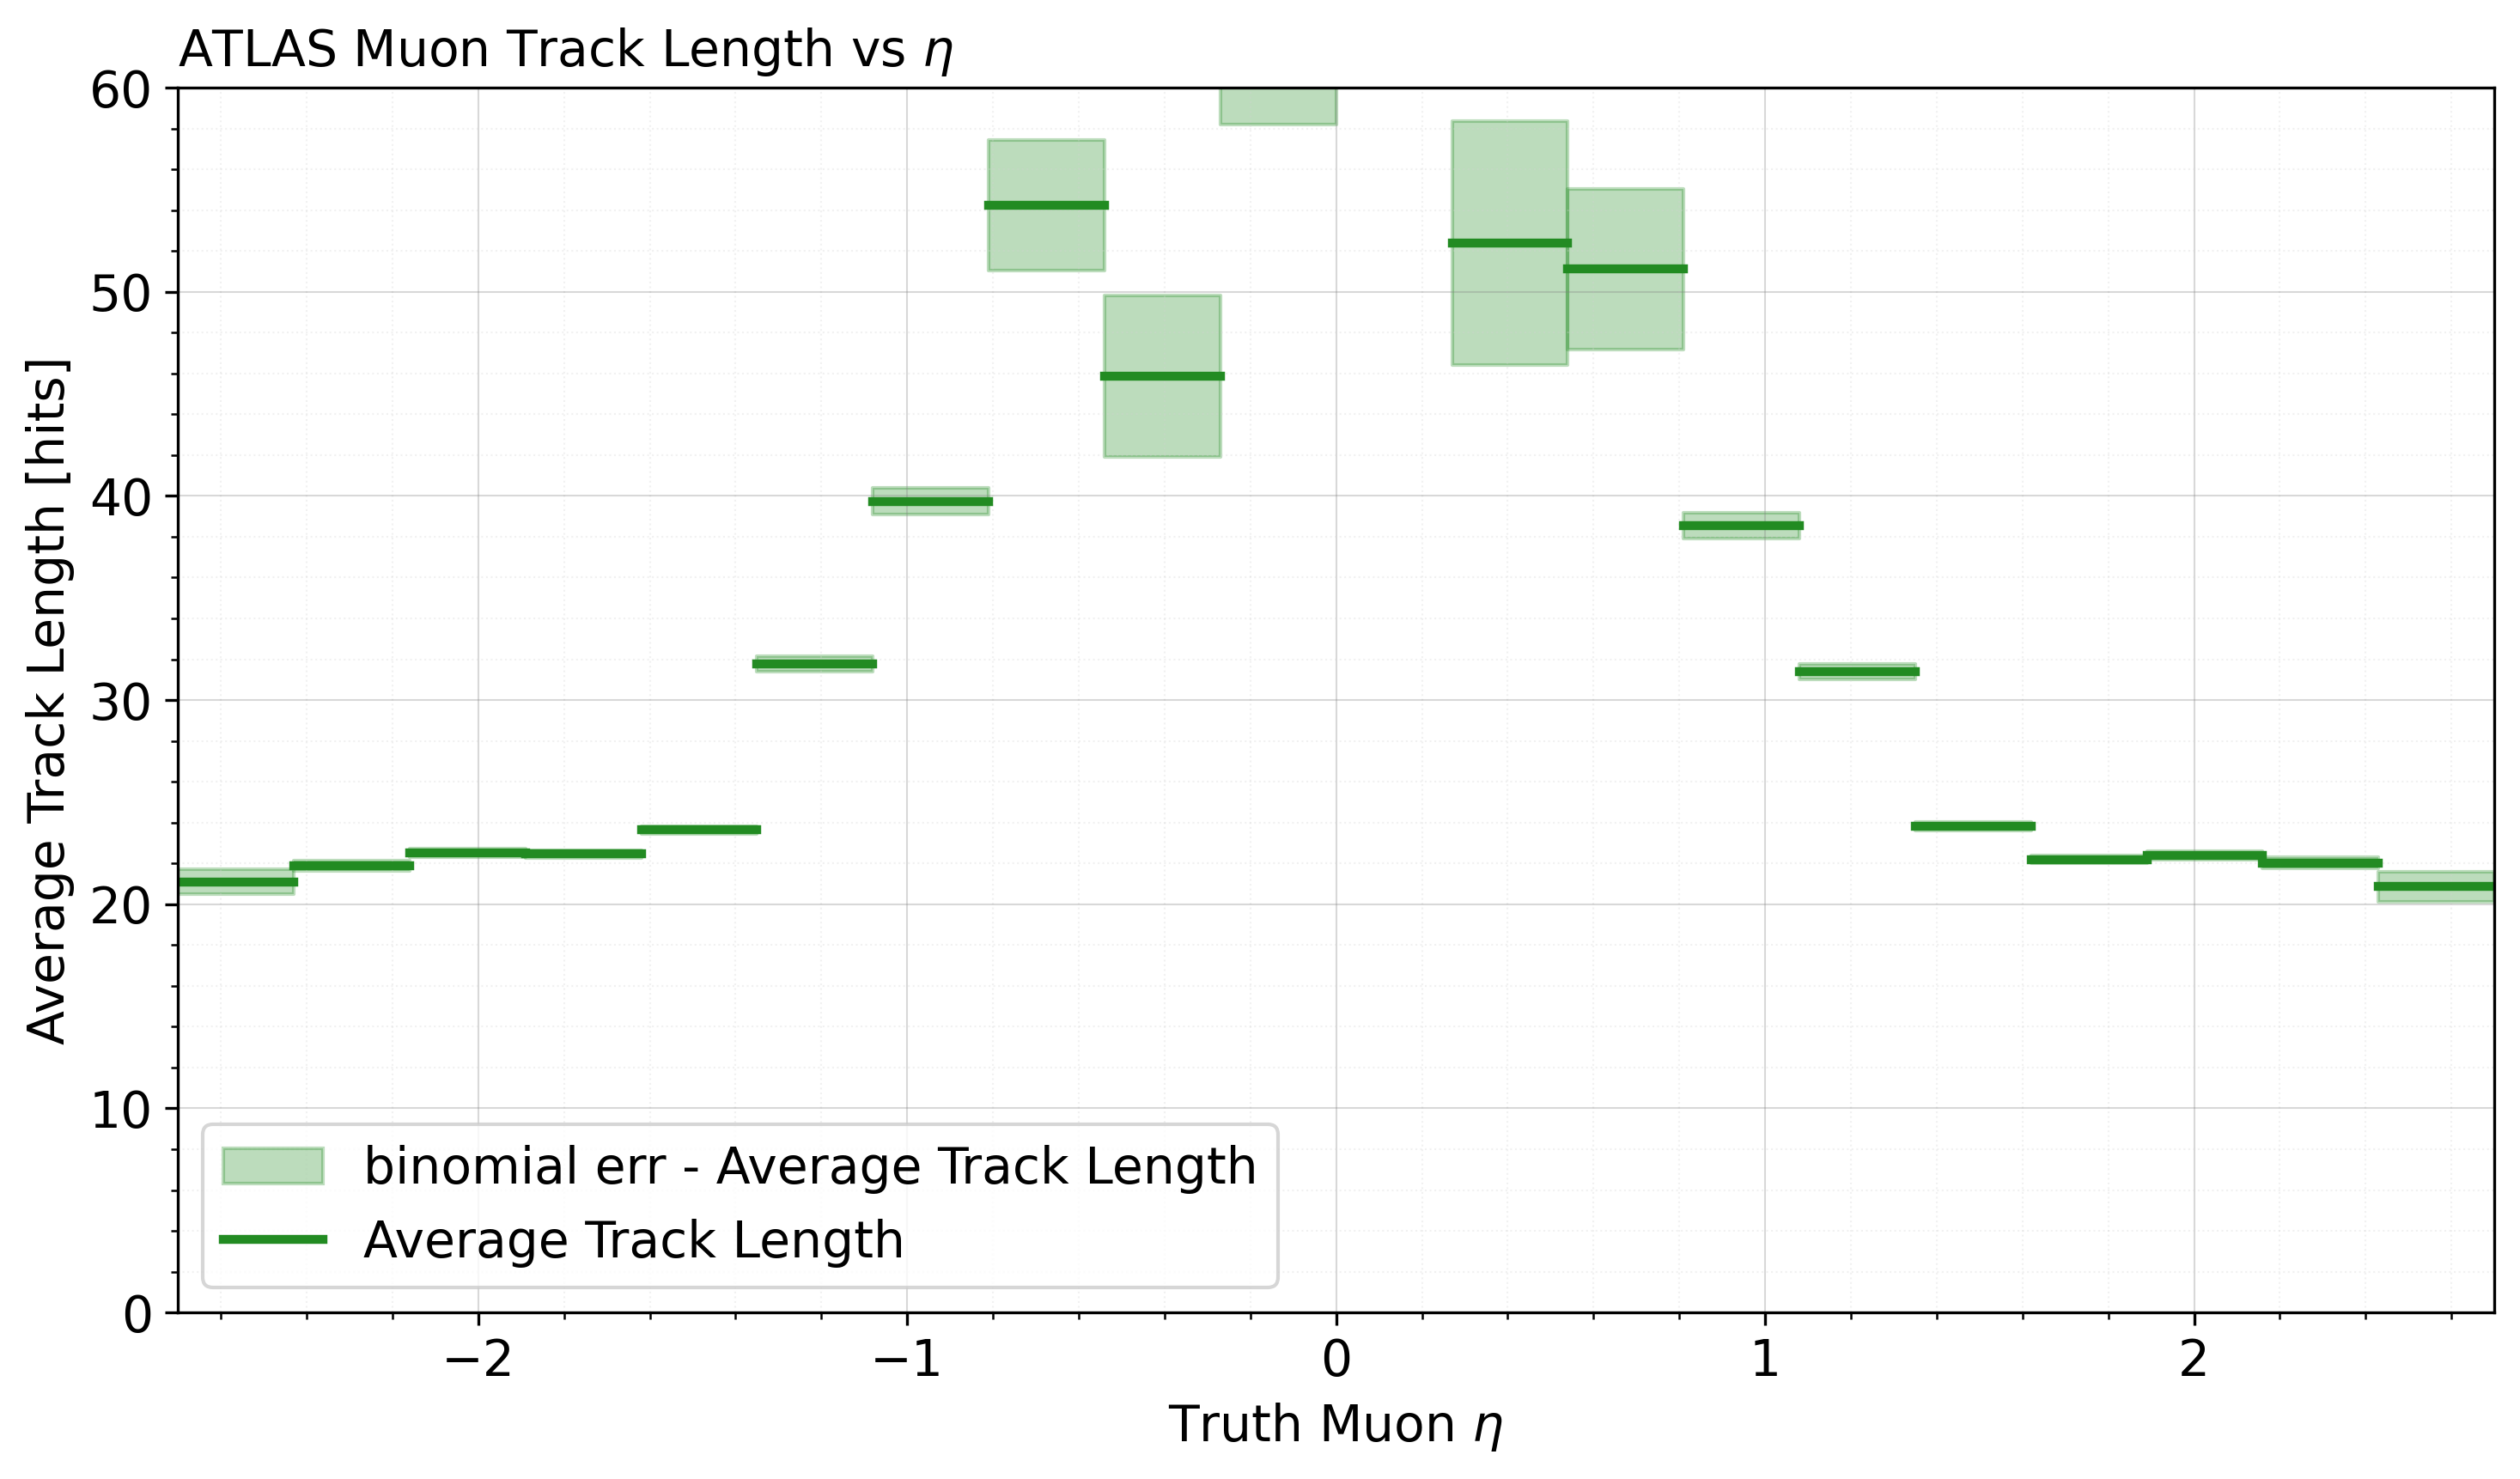 ATLAS Muon Track Length vs η
Average Track Length [hits]
60
50
40
30
20
10
0
binomial err - Average Track Length
Average Track Length
−2 −1 0 1 2
Truth Muon η